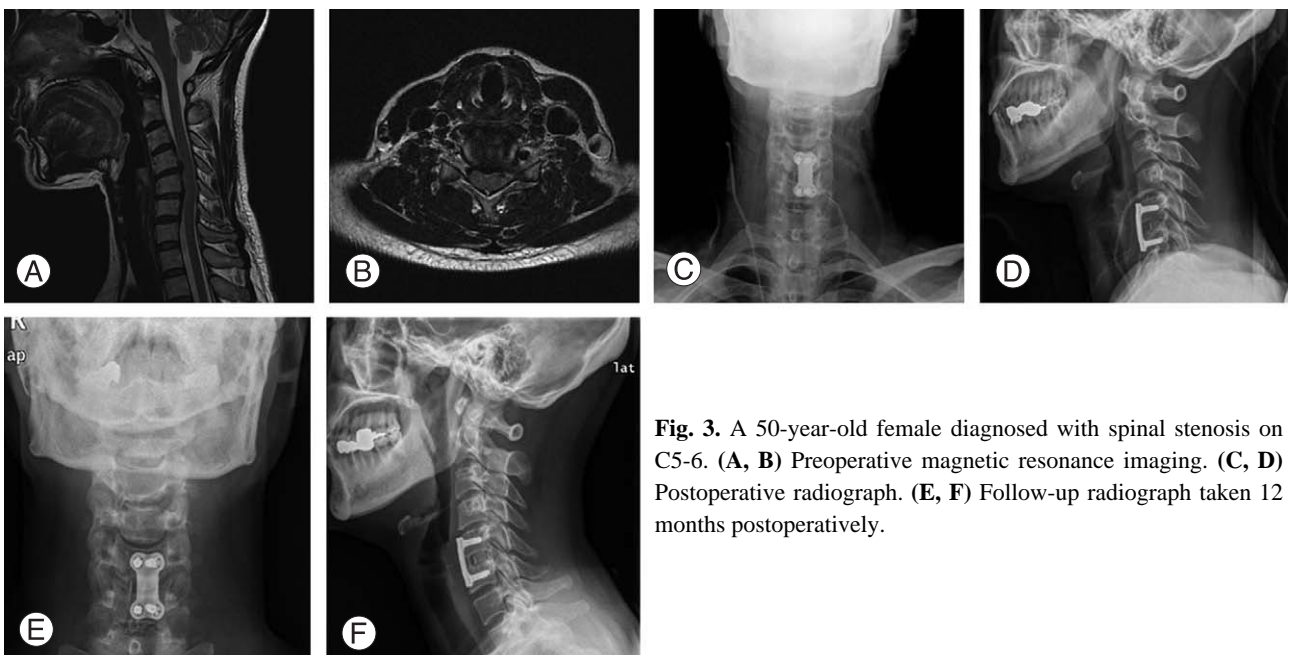 A
B
C
D
R
ap
E
lat
F
Fig. 3. A 50-year-old female diagnosed with spinal stenosis on
C5-6. (A, B) Preoperative magnetic resonance imaging. (C, D)
Postoperative radiograph. (E, F) Follow-up radiograph taken 12
months postoperatively.